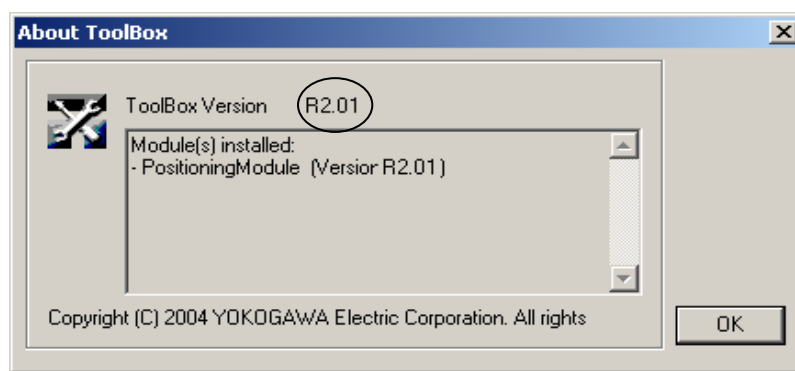 About ToolBox
ToolBox Version R2.01
Module(s) installed:
- PositioningModule (Versior R2.01)
Copyright (C) 2004 YOKOGAWA Electric Corporation. All rights
OK